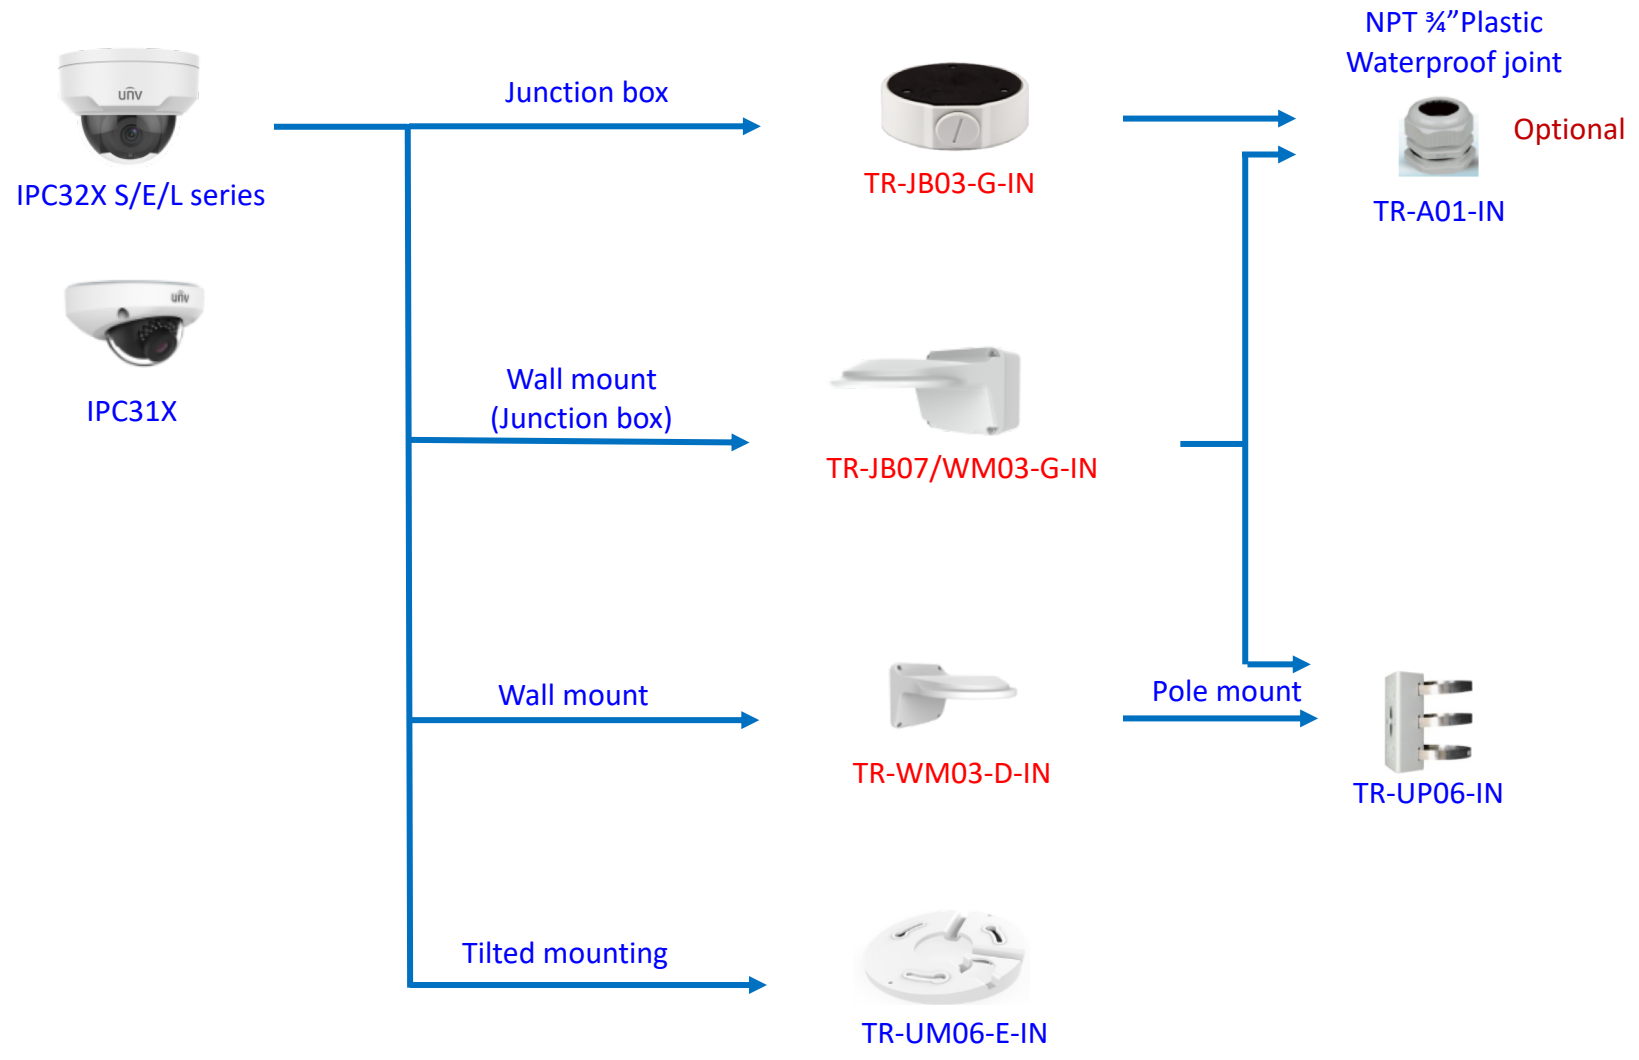 NPT ¾”Plastic
Waterproof joint
unv
Junction box
Optional
IPC32X S/E/L series
TR-JB03-G-IN
TR-A01-IN
unv
IPC31X
Wall mount
(Junction box)
TR-JB07/WM03-G-IN
Wall mount
Pole mount
TR-WM03-D-IN
TR-UP06-IN
Tilted mounting
TR-UM06-E-IN